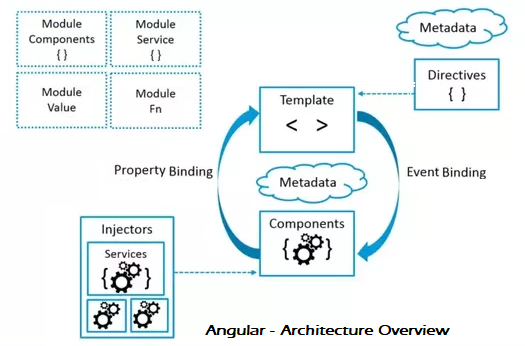 Module
Components
{ }
Module
Service
{ }
Module
Value
Module
Fn
Metadata
Directives
{ }
Template
< >
Property Binding
Event Binding
Metadata
Components
{ }
Injectors
Services
{ }
Angular - Architecture Overview